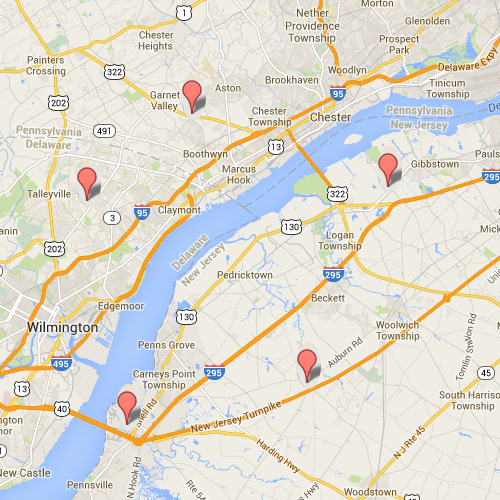 1
Nether
Providence
Township
Glenolden
Chester
Heights
Painters
Crossing
Prospect
Park
Woodlyn
Delaware Expy
322
Brookhaven
Aston
Garnet
Valley
Tinicum
Township
95
202
Chester
Township
Chester
Pennsylvania
New Jersey
Pennsylvania
Delaware
491
Boothwyn
13
Marcus
Hook
Gibbstown
295
Talleyville
322
3
95
Claymont
130
202
Delaware
New Jersey
Logan
Township
Pedricktown
295
Beckett
Edgemoor
130
Wilmington
Woolwich
Township
Penns Grove
Auburn Rd
495
Carneys Point
Township
295
45
13
South Harrison
Township
40
Shell Rd
New Jersey Turnpike
N J Rte 45
Harding Hwy
New Castle
Pennsville
N Hook Rd
Rte 540